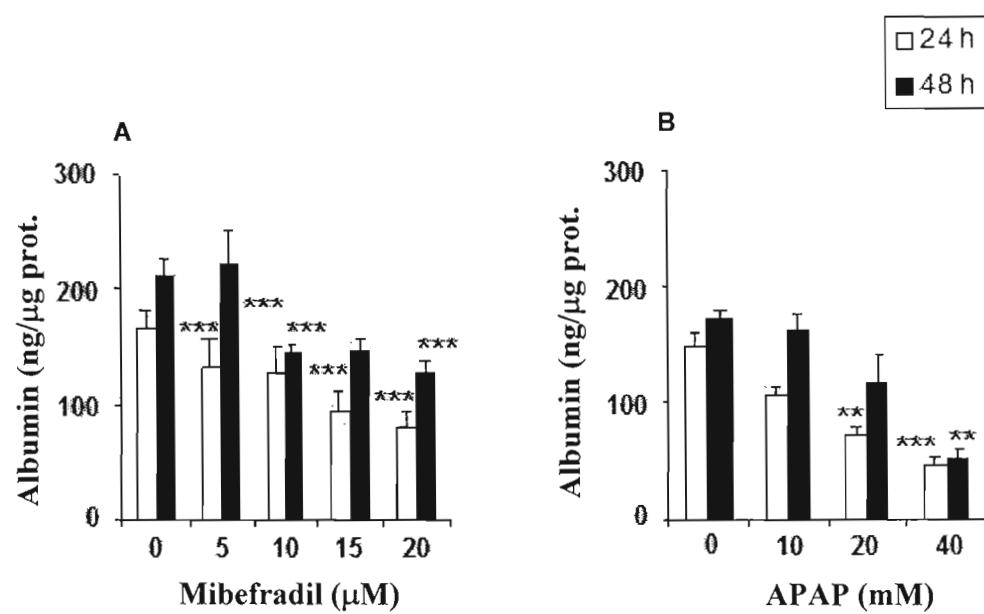 24 h
48 h
A
B
300
200
100
0
Albumin (ng/μg prot.)
***
***
***
***
***
***
0 5 10 15 20
Mibefradil (μM)
300
200
100
0
Albumin (ng/μg prot.)
**
***
**
0 10 20 40
APAP (mM)